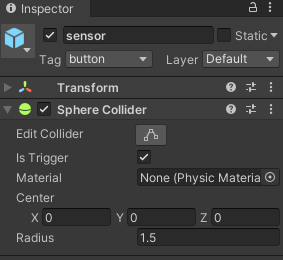 Inspector
sensor Static
Tag button Layer Default
Transform
Sphere Collider
Edit Collider
Is Trigger
Material None (Physic Materia
Center
X 0 Y 0 Z 0
Radius 1.5